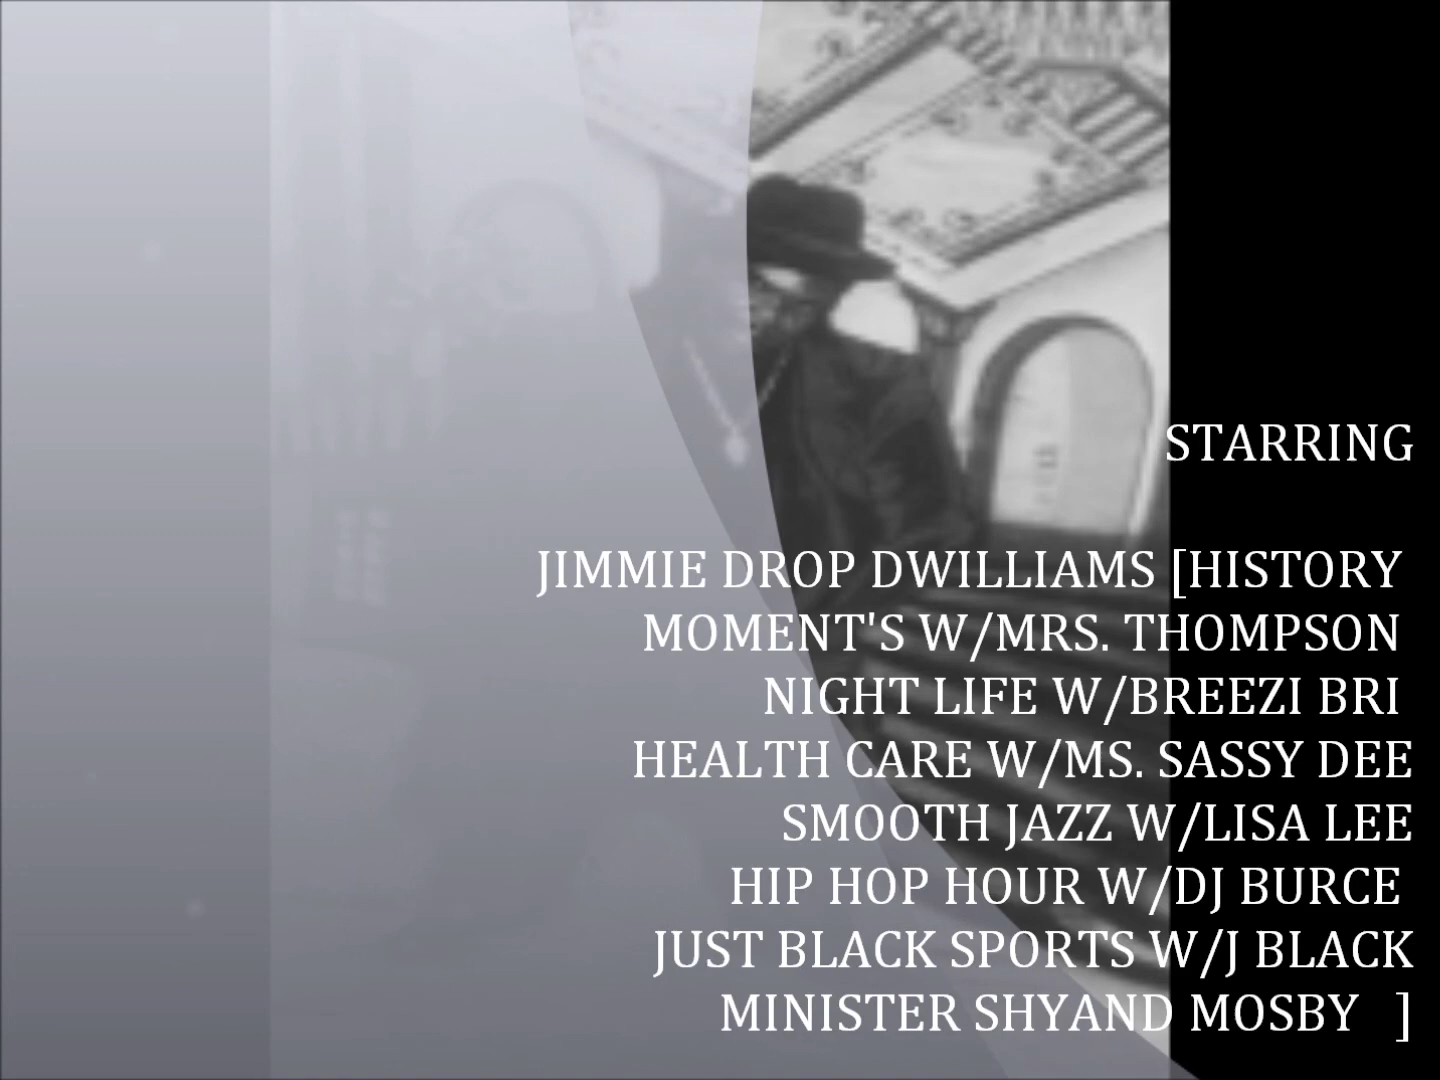 STARRING
JIMMIE DROP DWILLIAMS [HISTORY
MOMENT'S W/MRS. THOMPSON
NIGHT LIFE W/BREEZI BRI
HEALTH CARE W/MS. SASSY DEE
SMOOTH JAZZ W/LISA LEE
HIP HOP HOUR W/DJ BURCE
JUST BLACK SPORTS W/J BLACK
MINISTER SHYAND MOSBY ]